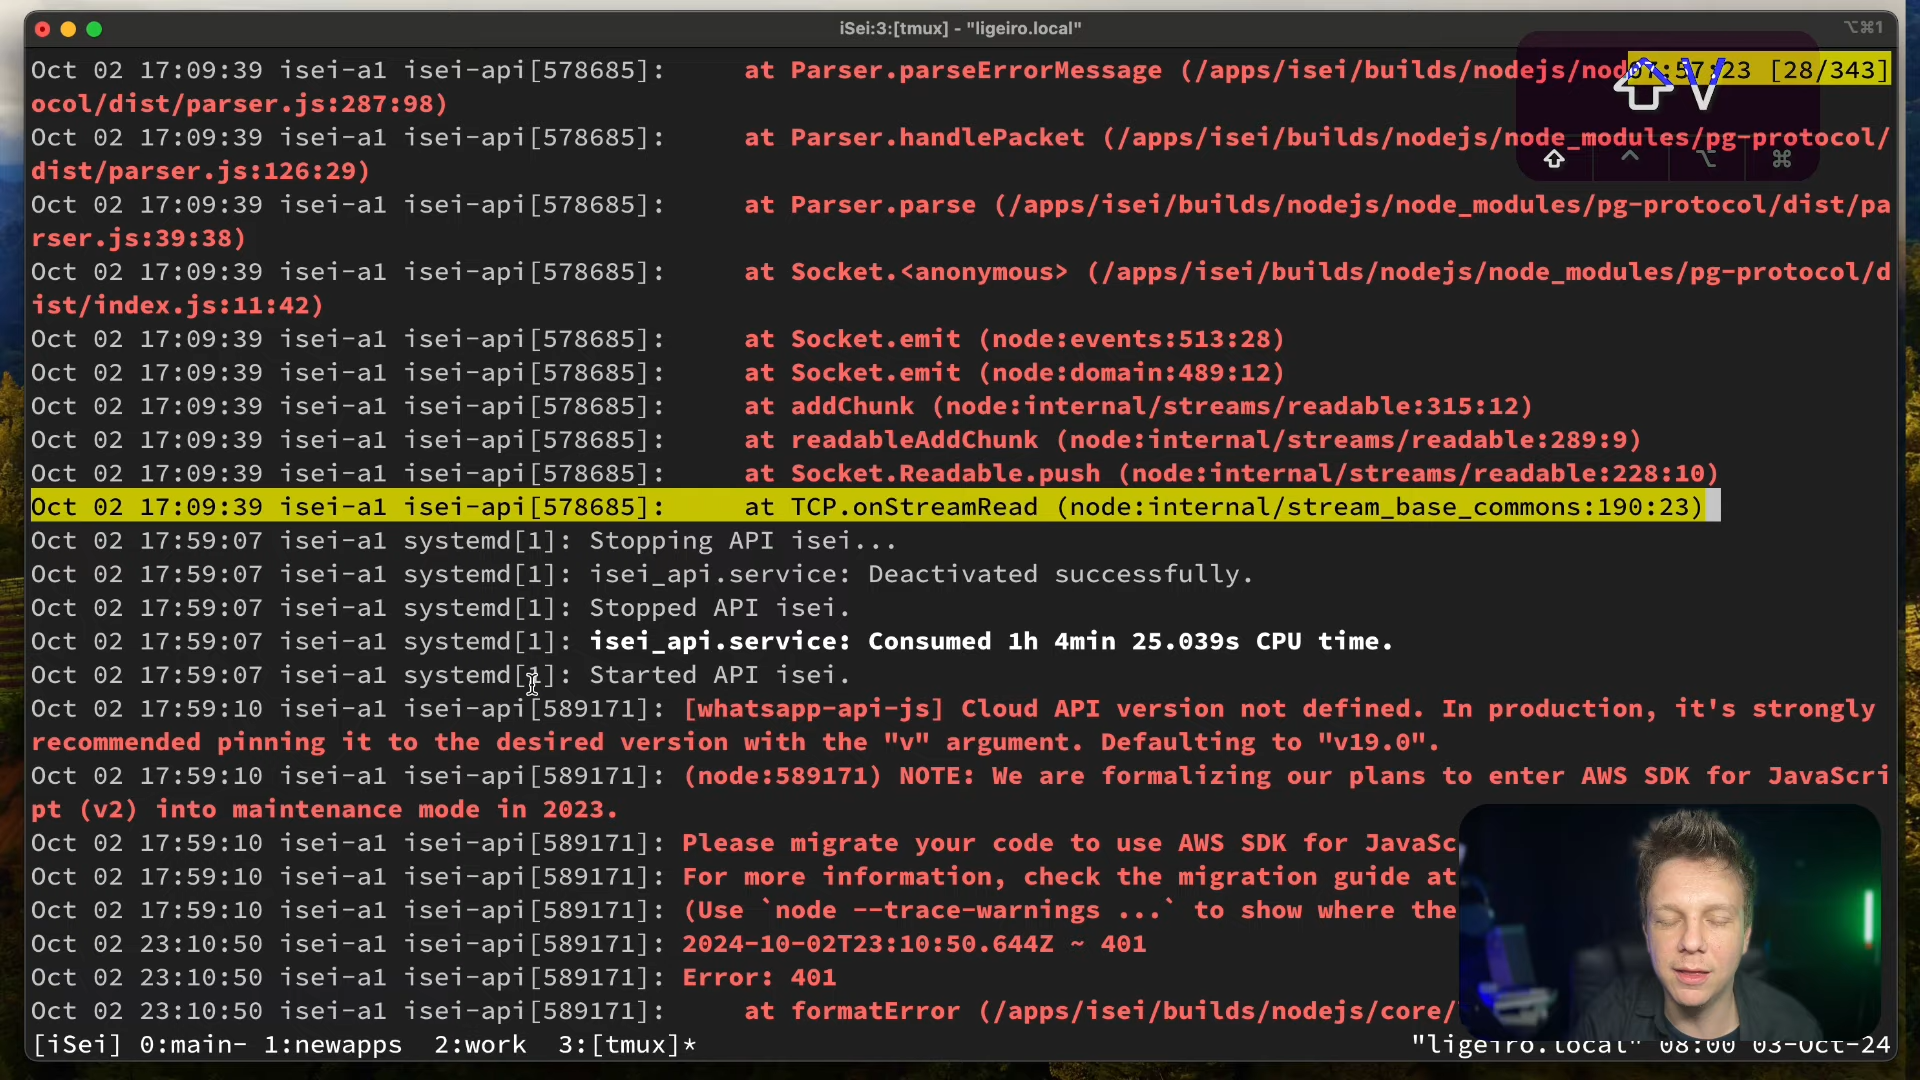 iSei:3:[tmux] - "ligeiro.local"
⌥⌘1
Oct 02 17:09:39 isei-a1 isei-api[578685]:     at Parser.parseErrorMessage (/apps/isei/builds/nodejs/nod07:57:23 [28/343]
ocol/dist/parser.js:287:98)
⇧V
Oct 02 17:09:39 isei-a1 isei-api[578685]:     at Parser.handlePacket (/apps/isei/builds/nodejs/node_modules/pg-protocol/
dist/parser.js:126:29)
⇧ ^ ⌥ ⌘
Oct 02 17:09:39 isei-a1 isei-api[578685]:     at Parser.parse (/apps/isei/builds/nodejs/node_modules/pg-protocol/dist/pa
rser.js:39:38)
Oct 02 17:09:39 isei-a1 isei-api[578685]:     at Socket.<anonymous> (/apps/isei/builds/nodejs/node_modules/pg-protocol/d
ist/index.js:11:42)
Oct 02 17:09:39 isei-a1 isei-api[578685]:     at Socket.emit (node:events:513:28)
Oct 02 17:09:39 isei-a1 isei-api[578685]:     at Socket.emit (node:domain:489:12)
Oct 02 17:09:39 isei-a1 isei-api[578685]:     at addChunk (node:internal/streams/readable:315:12)
Oct 02 17:09:39 isei-a1 isei-api[578685]:     at readableAddChunk (node:internal/streams/readable:289:9)
Oct 02 17:09:39 isei-a1 isei-api[578685]:     at Socket.Readable.push (node:internal/streams/readable:228:10)
Oct 02 17:09:39 isei-a1 isei-api[578685]:     at TCP.onStreamRead (node:internal/stream_base_commons:190:23)
Oct 02 17:59:07 isei-a1 systemd[1]: Stopping API isei...
Oct 02 17:59:07 isei-a1 systemd[1]: isei_api.service: Deactivated successfully.
Oct 02 17:59:07 isei-a1 systemd[1]: Stopped API isei.
Oct 02 17:59:07 isei-a1 systemd[1]: isei_api.service: Consumed 1h 4min 25.039s CPU time.
Oct 02 17:59:07 isei-a1 systemd[1]: Started API isei.
Oct 02 17:59:10 isei-a1 isei-api[589171]: [whatsapp-api-js] Cloud API version not defined. In production, it's strongly
recommended pinning it to the desired version with the "v" argument. Defaulting to "v19.0".
Oct 02 17:59:10 isei-a1 isei-api[589171]: (node:589171) NOTE: We are formalizing our plans to enter AWS SDK for JavaScri
pt (v2) into maintenance mode in 2023.
Oct 02 17:59:10 isei-a1 isei-api[589171]: Please migrate your code to use AWS SDK for JavaSc
Oct 02 17:59:10 isei-a1 isei-api[589171]: For more information, check the migration guide at
Oct 02 17:59:10 isei-a1 isei-api[589171]: (Use `node --trace-warnings ...` to show where the
Oct 02 23:10:50 isei-a1 isei-api[589171]: 2024-10-02T23:10:50.644Z ~ 401
Oct 02 23:10:50 isei-a1 isei-api[589171]: Error: 401
Oct 02 23:10:50 isei-a1 isei-api[589171]:     at formatError (/apps/isei/builds/nodejs/core/
[iSei] 0:main- 1:newapps  2:work  3:[tmux]*
"ligeiro.local" 08:00 03-Oct-24